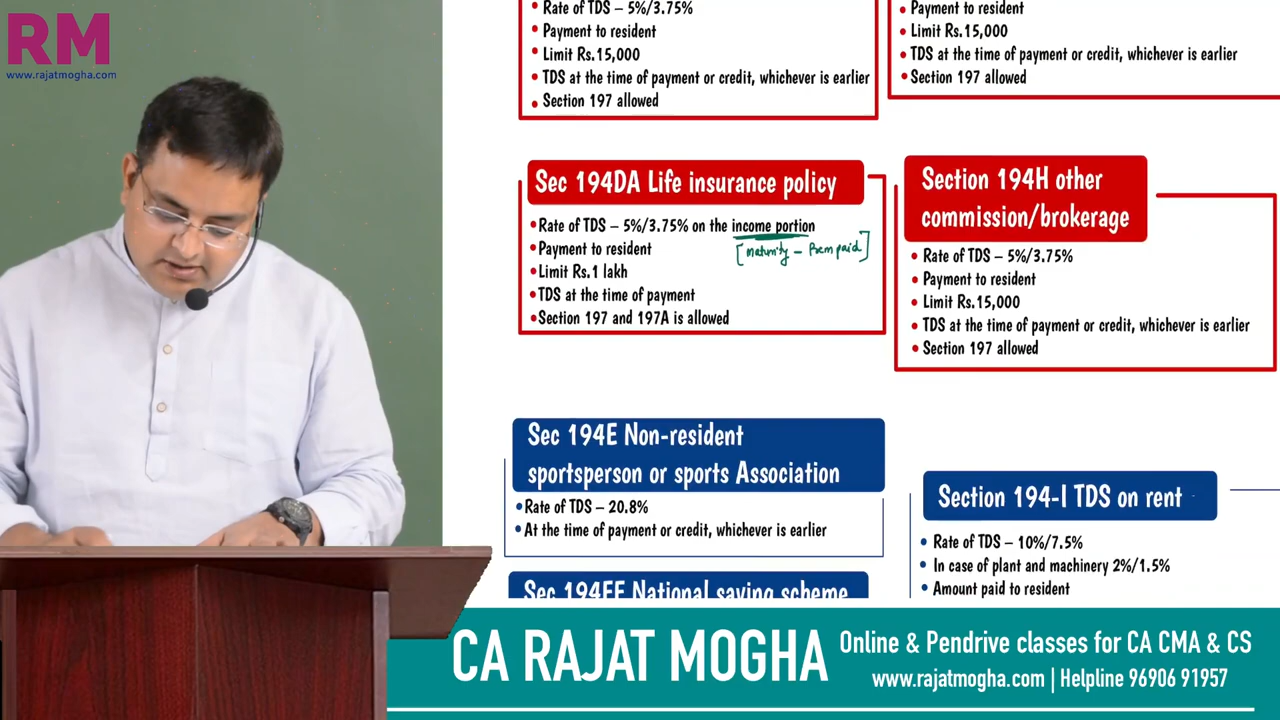 RM
www.rajatmogha.com
Rate of TDS – 5%/3.75%
Payment to resident
Limit Rs.15,000
TDS at the time of payment or credit, whichever is earlier
Section 197 allowed
Payment to resident
Limit Rs.15,000
TDS at the time of payment or credit, whichever is earlier
Section 197 allowed
Sec 194DA Life insurance policy
Rate of TDS – 5%/3.75% on the income portion
[maturity – Prem paid]
Payment to resident
Limit Rs.1 lakh
TDS at the time of payment
Section 197 and 197A is allowed
Section 194H other
commission/brokerage
Rate of TDS – 5%/3.75%
Payment to resident
Limit Rs.15,000
TDS at the time of payment or credit, whichever is earlier
Section 197 allowed
Sec 194E Non-resident
sportsperson or sports Association
Rate of TDS – 20.8%
At the time of payment or credit, whichever is earlier
Sec 194EE National saving scheme
Section 194-I TDS on rent
Rate of TDS – 10%/7.5%
In case of plant and machinery 2%/1.5%
Amount paid to resident
CA RAJAT MOGHA
Online & Pendrive classes for CA CMA & CS
www.rajatmogha.com | Helpline 96906 91957